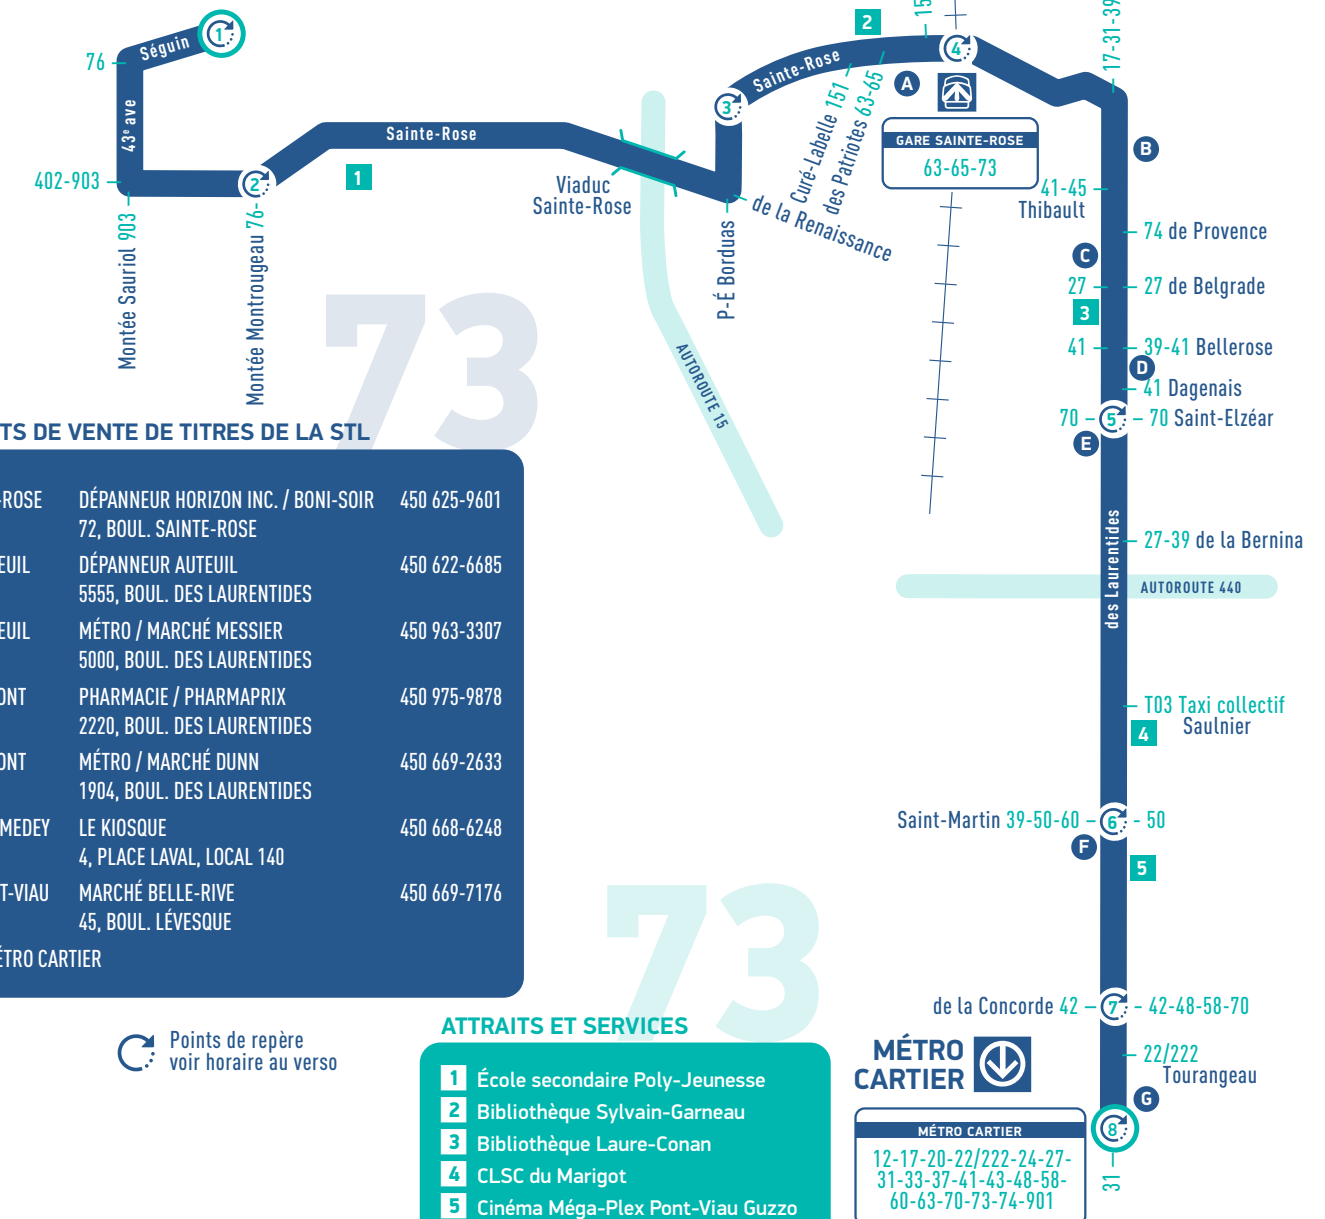 1
Séguin
76
43e ave
402-903
Montée Sauriol 903
2
Montée Montrougeau 76-
Sainte-Rose
1
Viaduc
Sainte-Rose
AUTOROUTE 15
P-É Borduas
de la Renaissance
3
Sainte-Rose
2
Curé-Labelle 151
des Patriotes 63-65
15
A
4
GARE SAINTE-ROSE
63-65-73
17-31-39
B
41-45
Thibault
74 de Provence
C
27
27 de Belgrade
3
41
39-41 Bellerose
D
41 Dagenais
70
5
70 Saint-Elzéar
E
des Laurentides
27-39 de la Bernina
AUTOROUTE 440
T03 Taxi collectif
Saulnier
4
Saint-Martin 39-50-60
6
50
F
5
de la Concorde 42
7
42-48-58-70
22/222
Tourangeau
G
8
31
MÉTRO
CARTIER
MÉTRO CARTIER
12-17-20-22/222-24-27-
31-33-37-41-43-48-58-
60-63-70-73-74-901
73
TS DE VENTE DE TITRES DE LA STL
-ROSE DÉPANNEUR HORIZON INC. / BONI-SOIR 450 625-9601
72, BOUL. SAINTE-ROSE
EUIL DÉPANNEUR AUTEUIL 450 622-6685
5555, BOUL. DES LAURENTIDES
EUIL MÉTRO / MARCHÉ MESSIER 450 963-3307
5000, BOUL. DES LAURENTIDES
ONT PHARMACIE / PHARMAPRIX 450 975-9878
2220, BOUL. DES LAURENTIDES
ONT MÉTRO / MARCHÉ DUNN 450 669-2633
1904, BOUL. DES LAURENTIDES
MEDEY LE KIOSQUE 450 668-6248
4, PLACE LAVAL, LOCAL 140
T-VIAU MARCHÉ BELLE-RIVE 450 669-7176
45, BOUL. LÉVESQUE
ÉTRO CARTIER
Points de repère
voir horaire au verso
73
ATTRAITS ET SERVICES
1 École secondaire Poly-Jeunesse
2 Bibliothèque Sylvain-Garneau
3 Bibliothèque Laure-Conan
4 CLSC du Marigot
5 Cinéma Méga-Plex Pont-Viau Guzzo